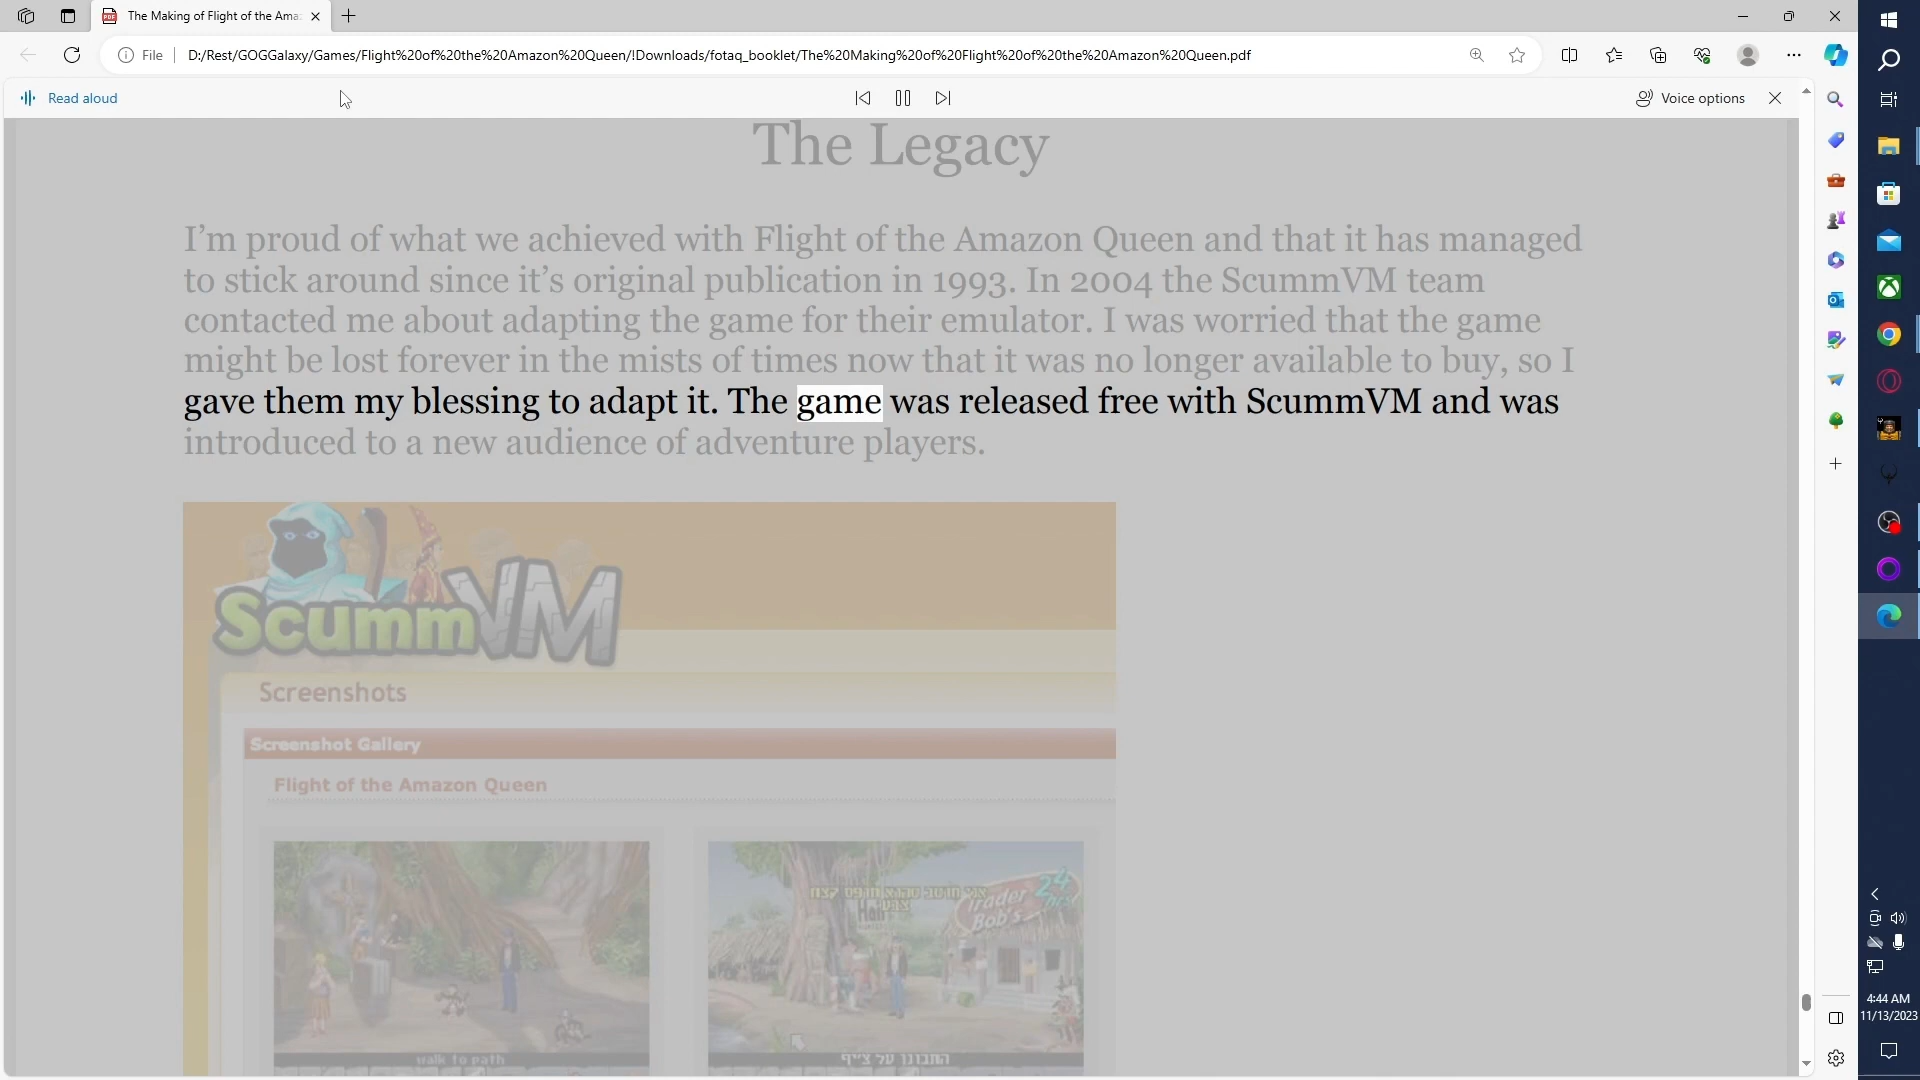 The Making of Flight of the Ama
File
D:/Rest/GOGGalaxy/Games/Flight%20of%20the%20Amazon%20Queen/!Downloads/fotaq_booklet/The%20Making%20of%20Flight%20of%20the%20Amazon%20Queen.pdf
Read aloud
Voice options
The Legacy
I’m proud of what we achieved with Flight of the Amazon Queen and that it has managed
to stick around since it’s original publication in 1993. In 2004 the ScummVM team
contacted me about adapting the game for their emulator. I was worried that the game
might be lost forever in the mists of times now that it was no longer available to buy, so I
gave them my blessing to adapt it. The game was released free with ScummVM and was
introduced to a new audience of adventure players.
ScummVM
Screenshots
Screenshot Gallery
Flight of the Amazon Queen
24
hrs
Trader
Bob's
walk to path
התבונן על צ'ייף
4:44 AM
11/13/2023